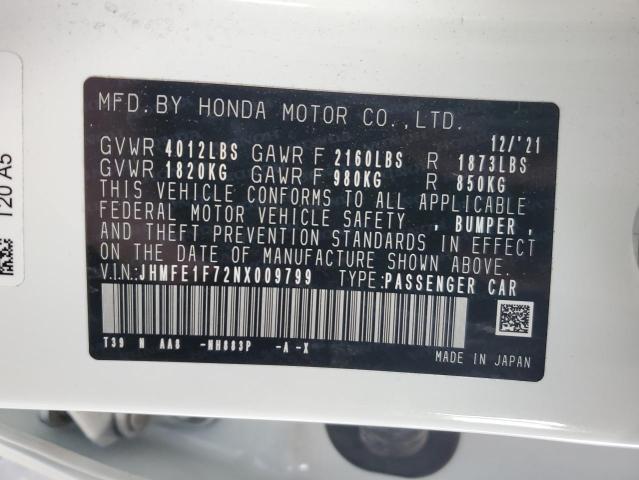 MFD.BY HONDA MOTOR CO.,LTD.
12/'21
GVWR 4012LBS GAWR F 2160LBS R 1873LBS
GVWR 1820KG GAWR F 980KG R 850KG
THIS VEHICLE CONFORMS TO ALL APPLICABLE
FEDERAL MOTOR VEHICLE SAFETY , BUMPER ,
AND THEFT PREVENTION STANDARDS IN EFFECT
ON THE DATE OF MANUFACTURE SHOWN ABOVE.
V.I.N.:JHMFE1F72NX009799 TYPE:PASSENGER CAR
T39 N AA8 -NH883P -A -X
MADE IN JAPAN
T20 A5